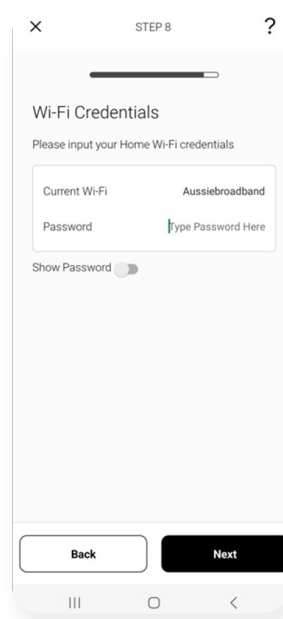 STEP 8
?
Wi-Fi Credentials
Please input your Home Wi-Fi credentials
Current Wi-Fi Aussiebroadband
Password Type Password Here
Show Password
Back Next